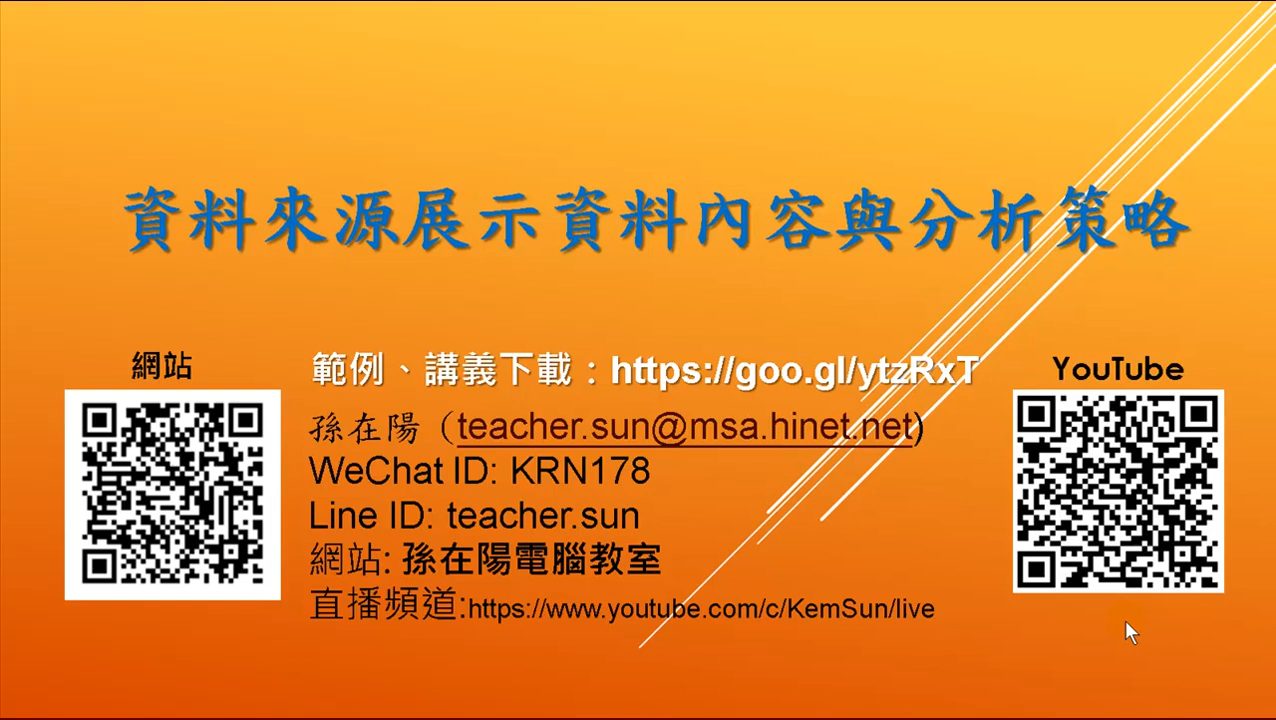 資料來源展示資料內容與分析策略
網站
範例、講義下載：https://goo.gl/ytzRxT
YouTube
孫在陽（teacher.sun@msa.hinet.net)
WeChat ID: KRN178
Line ID: teacher.sun
網站: 孫在陽電腦教室
直播頻道:https://www.youtube.com/c/KemSun/live